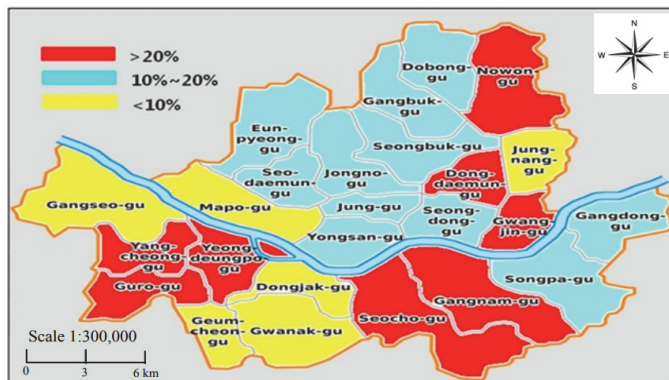 >20%
10%~20%
<10%
N
W
E
S
Dobong-
gu
Nowon-
gu
Gangbuk-
gu
Eun-
pyeong-
gu
Seongbuk-gu
Jung-
nang-gu
Seo-
daemun-
gu
Jongno-
gu
Dong-
daemun-
gu
Gangseo-gu
Mapo-gu
Jung-gu
Seong-
dong-
gu
Gwang-
jin-gu
Gangdong-
gu
Yang-
cheong-
gu
Yeong-
deungpo-
gu
Yongsan-gu
Songpa-gu
Guro-gu
Dongjak-gu
Gangnam-gu
Geum-
cheon-
gu
Gwanak-gu
Seocho-gu
Scale 1:300,000
0 3 6 km